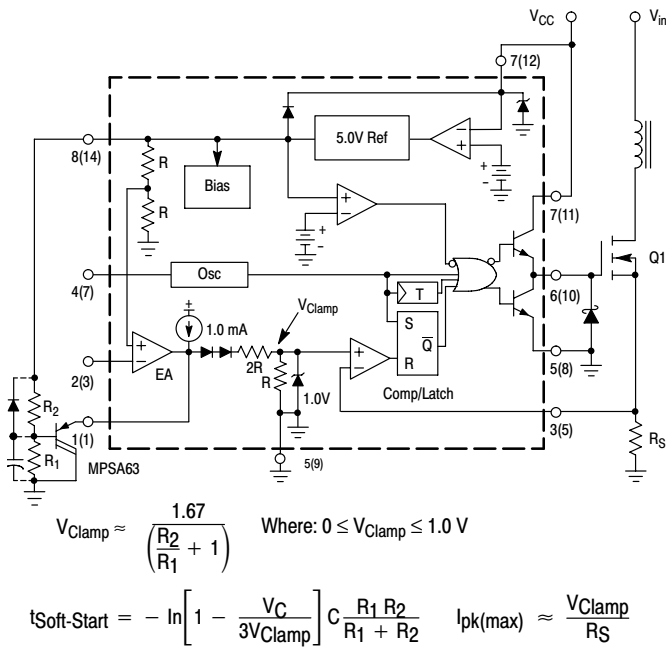 VCC
Vin
7(12)
8(14)
R
5.0V Ref
−
+
+
−
Bias
R
+
−
+
−
7(11)
Q1
4(7)
Osc
T
6(10)
VClamp
+
1.0 mA
S
Q̅
R
+
−
EA
2R
R
1.0V
+
−
Comp/Latch
5(8)
2(3)
R2
1(1)
3(5)
R1
MPSA63
5(9)
RS
VClamp ≈ 1.67 / (R2/R1 + 1) Where: 0 ≤ VClamp ≤ 1.0 V
tSoft-Start = − In[1 − VC/3VClamp] C R1 R2/R1 + R2 Ipk(max) ≈ VClamp/RS